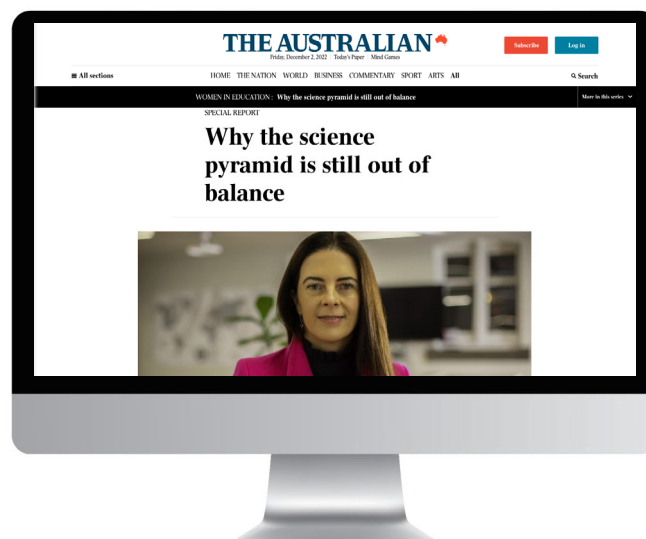 THE AUSTRALIAN
Friday, December 2, 2022 | Today's Paper | Mind Games
Subscribe
Log in
≡ All sections
HOME THE NATION WORLD BUSINESS COMMENTARY SPORT ARTS All
Search
WOMEN IN EDUCATION : Why the science pyramid is still out of balance
More in this series
SPECIAL REPORT
Why the science
pyramid is still out of
balance